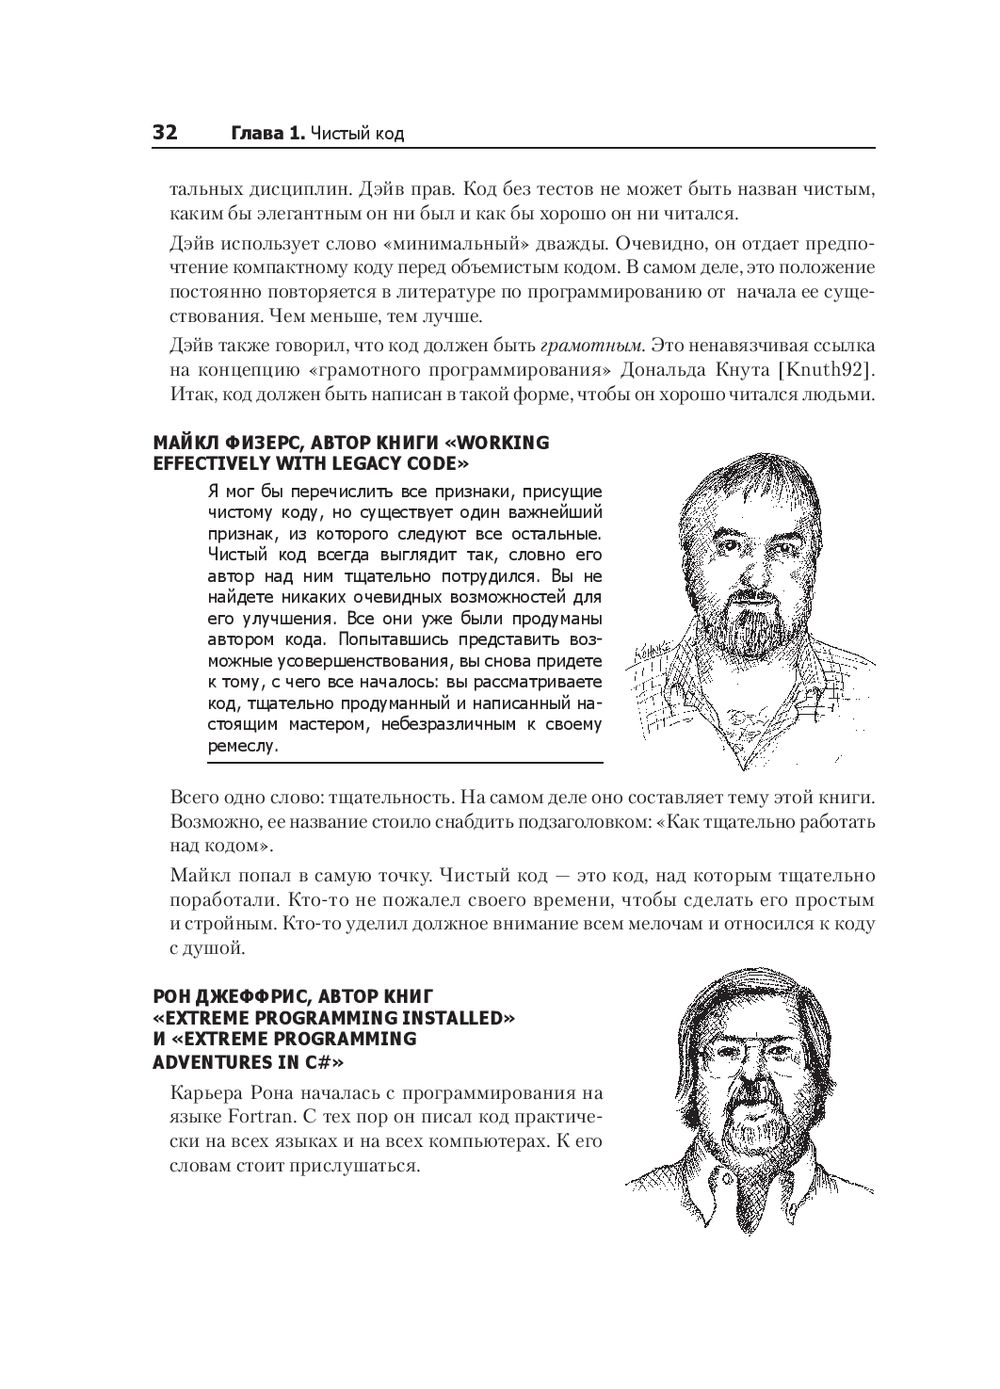 32 Глава 1. Чистый код
тальных дисциплин. Дэйв прав. Код без тестов не может быть назван чистым,
каким бы элегантным он ни был и как бы хорошо он ни читался.
Дэйв использует слово «минимальный» дважды. Очевидно, он отдает предпо-
чтение компактному коду перед объемистым кодом. В самом деле, это положение
постоянно повторяется в литературе по программированию от начала ее суще-
ствования. Чем меньше, тем лучше.
Дэйв также говорил, что код должен быть грамотным. Это ненавязчивая ссылка
на концепцию «грамотного программирования» Дональда Кнута [Knuth92].
Итак, код должен быть написан в такой форме, чтобы он хорошо читался людьми.
МАЙКЛ ФИЗЕРС, АВТОР КНИГИ «WORKING
EFFECTIVELY WITH LEGACY CODE»
Я мог бы перечислить все признаки, присущие
чистому коду, но существует один важнейший
признак, из которого следуют все остальные.
Чистый код всегда выглядит так, словно его
автор над ним тщательно потрудился. Вы не
найдете никаких очевидных возможностей для
его улучшения. Все они уже были продуманы
автором кода. Попытавшись представить воз-
можные усовершенствования, вы снова придете
к тому, с чего все началось: вы рассматриваете
код, тщательно продуманный и написанный на-
стоящим мастером, небезразличным к своему
ремеслу.
Всего одно слово: тщательность. На самом деле оно составляет тему этой книги.
Возможно, ее название стоило снабдить подзаголовком: «Как тщательно работать
над кодом».
Майкл попал в самую точку. Чистый код — это код, над которым тщательно
поработали. Кто-то не пожалел своего времени, чтобы сделать его простым
и стройным. Кто-то уделил должное внимание всем мелочам и относился к коду
с душой.
РОН ДЖЕФФРИС, АВТОР КНИГ
«EXTREME PROGRAMMING INSTALLED»
И «EXTREME PROGRAMMING
ADVENTURES IN C#»
Карьера Рона началась с программирования на
языке Fortran. С тех пор он писал код практиче-
ски на всех языках и на всех компьютерах. К его
словам стоит прислушаться.